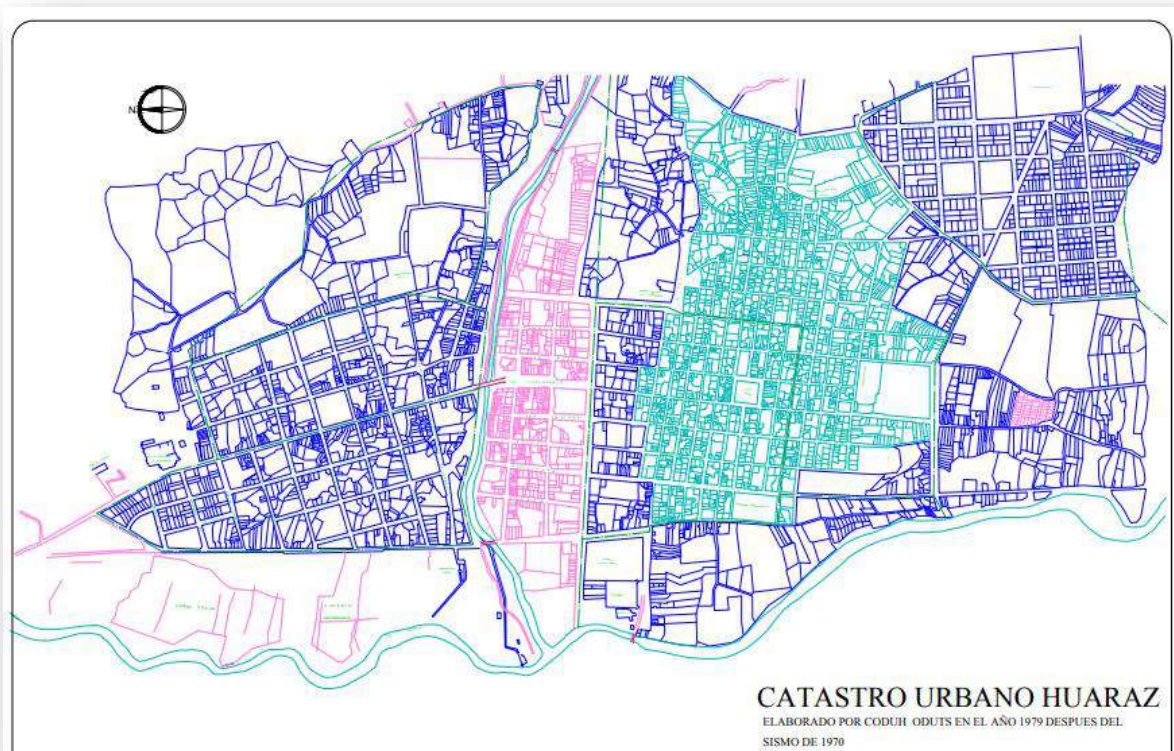 N
CATASTRO URBANO HUARAZ
ELABORADO POR CODUH ODUTS EN EL AÑO 1979 DESPUES DEL
SISMO DE 1970